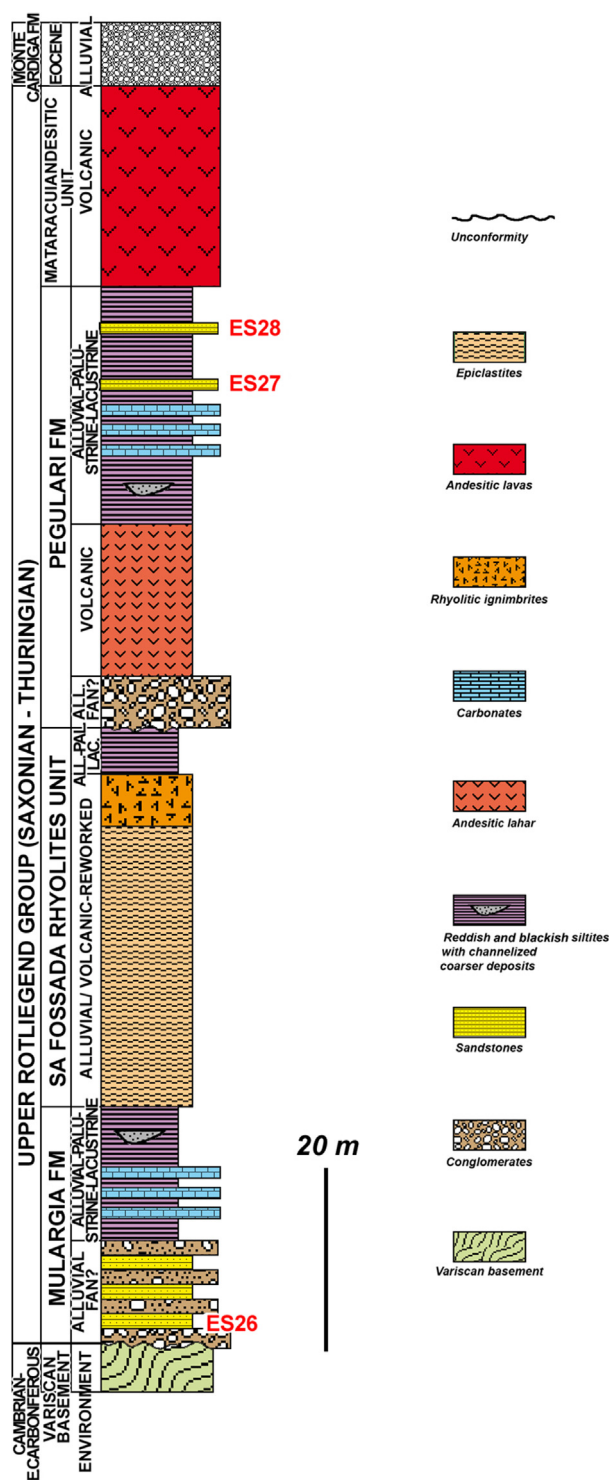 MONTE
CARDIGA FM
EOCENE
ALLUVIAL
MATARACUIANDESITIC
UNIT
VOLCANIC
UPPER ROTLIEGEND GROUP (SAXONIAN - THURINGIAN)
PEGULARI FM
ALLUVIAL-PALU-
STRINE-LACUSTRINE
ES28
ES27
VOLCANIC
ALL.
FAN?
SA FOSSADA RHYOLITES UNIT
ALL.-PAL
LAC.
ALLUVIAL/ VOLCANIC-REWORKED
MULARGIA FM
ALLUVIAL-PALU-
STRINE-LACUSTRINE
ALLUVIAL
FAN?
ES26
CAMBRIAN-
E.CARBONFEROUS
VARISCAN
BASEMENT
ENVIRONMENT
20 m
Unconformity
Epiclastites
Andesitic lavas
Rhyolitic ignimbrites
Carbonates
Andesitic lahar
Reddish and blackish siltites
with channelized
coarser deposits
Sandstones
Conglomerates
Variscan basement